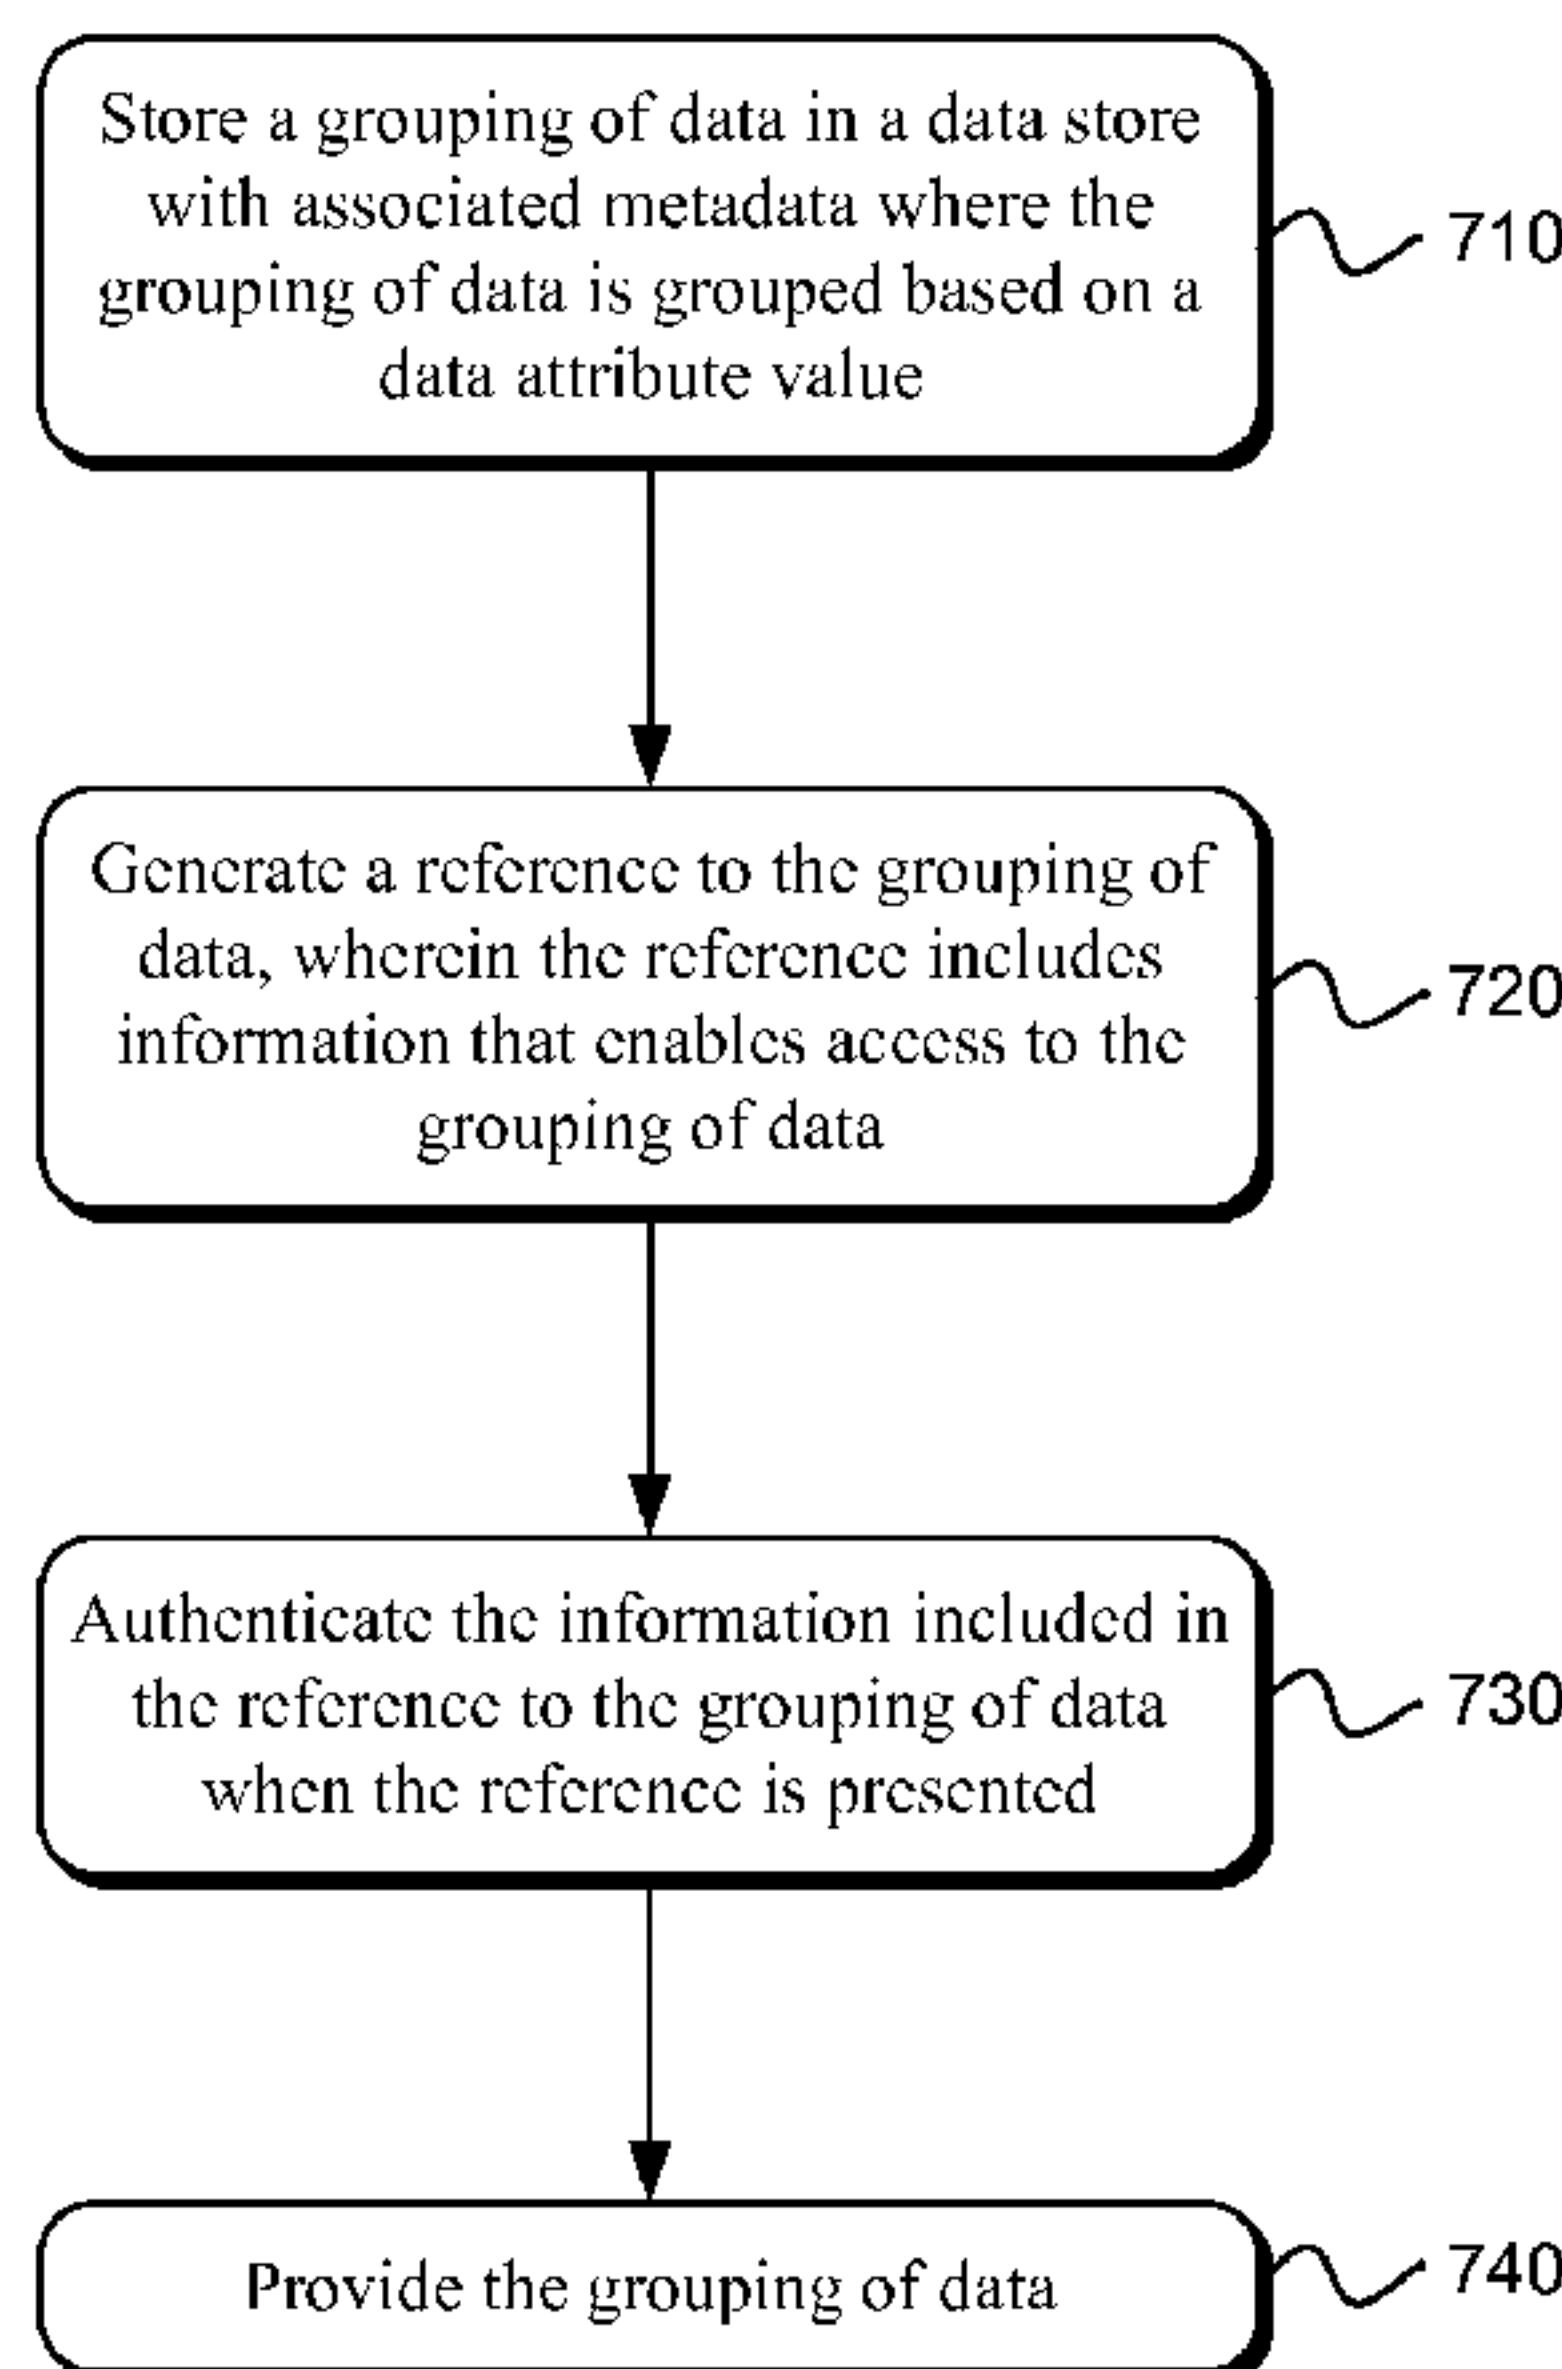 Store a grouping of data in a data store
with associated metadata where the
grouping of data is grouped based on a
data attribute value
710
Generate a reference to the grouping of
data, wherein the reference includes
information that enables access to the
grouping of data
720
Authenticate the information included in
the reference to the grouping of data
when the reference is presented
730
Provide the grouping of data
740